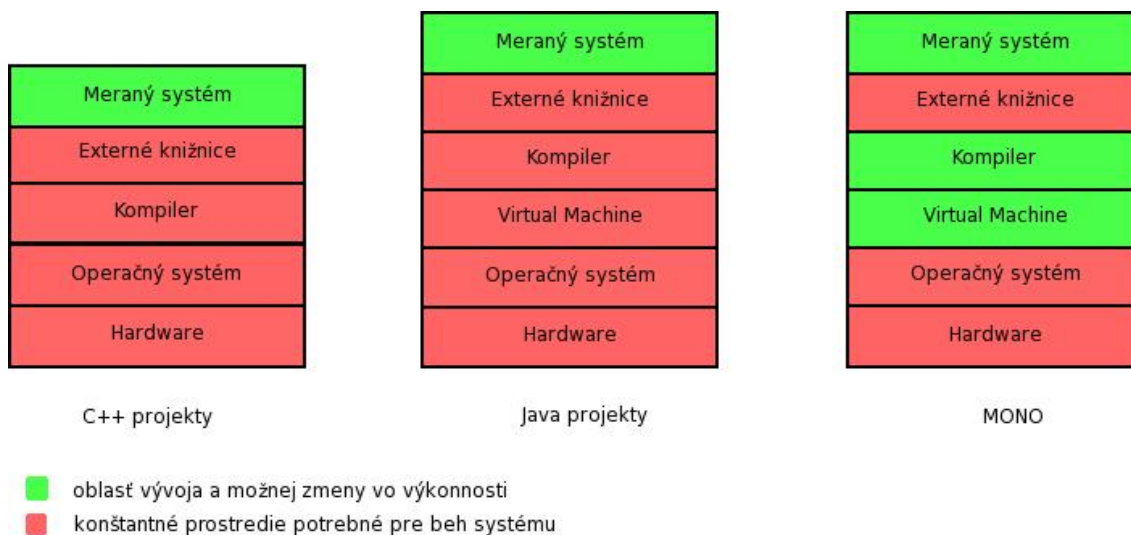 Meraný systém
Externé knižnice
Kompiler
Operačný systém
Hardware
C++ projekty
Meraný systém
Externé knižnice
Kompiler
Virtual Machine
Operačný systém
Hardware
Java projekty
Meraný systém
Externé knižnice
Kompiler
Virtual Machine
Operačný systém
Hardware
MONO
oblasť vývoja a možnej zmeny vo výkonnosti
konštantné prostredie potrebné pre beh systému